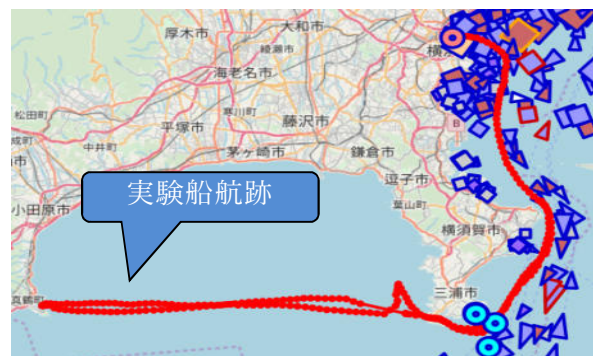 厚木市
大和市
綾瀬市
海老名市
松田町
寒川町
藤沢市
平塚市
中井町
茅ヶ崎市
鎌倉市
逗子市
葉山町
実験船航跡
小田原市
横須賀市
三浦市
真鶴町